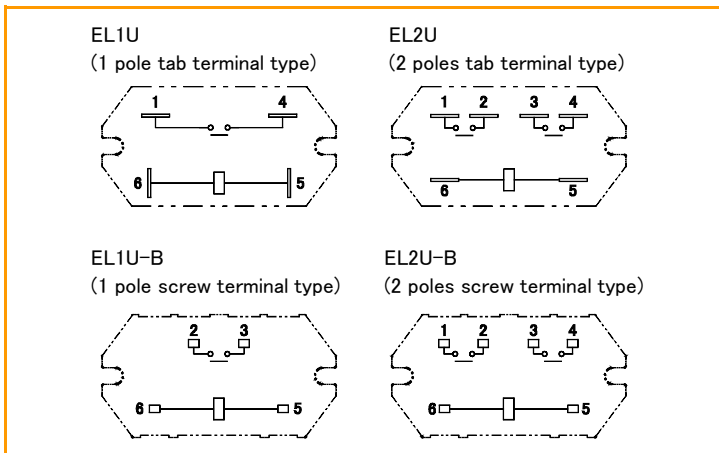 EL1U
(1 pole tab terminal type)
1 4
6 5
EL2U
(2 poles tab terminal type)
1 2 3 4
6 5
EL1U-B
(1 pole screw terminal type)
2 3
6 5
EL2U-B
(2 poles screw terminal type)
1 2 3 4
6 5